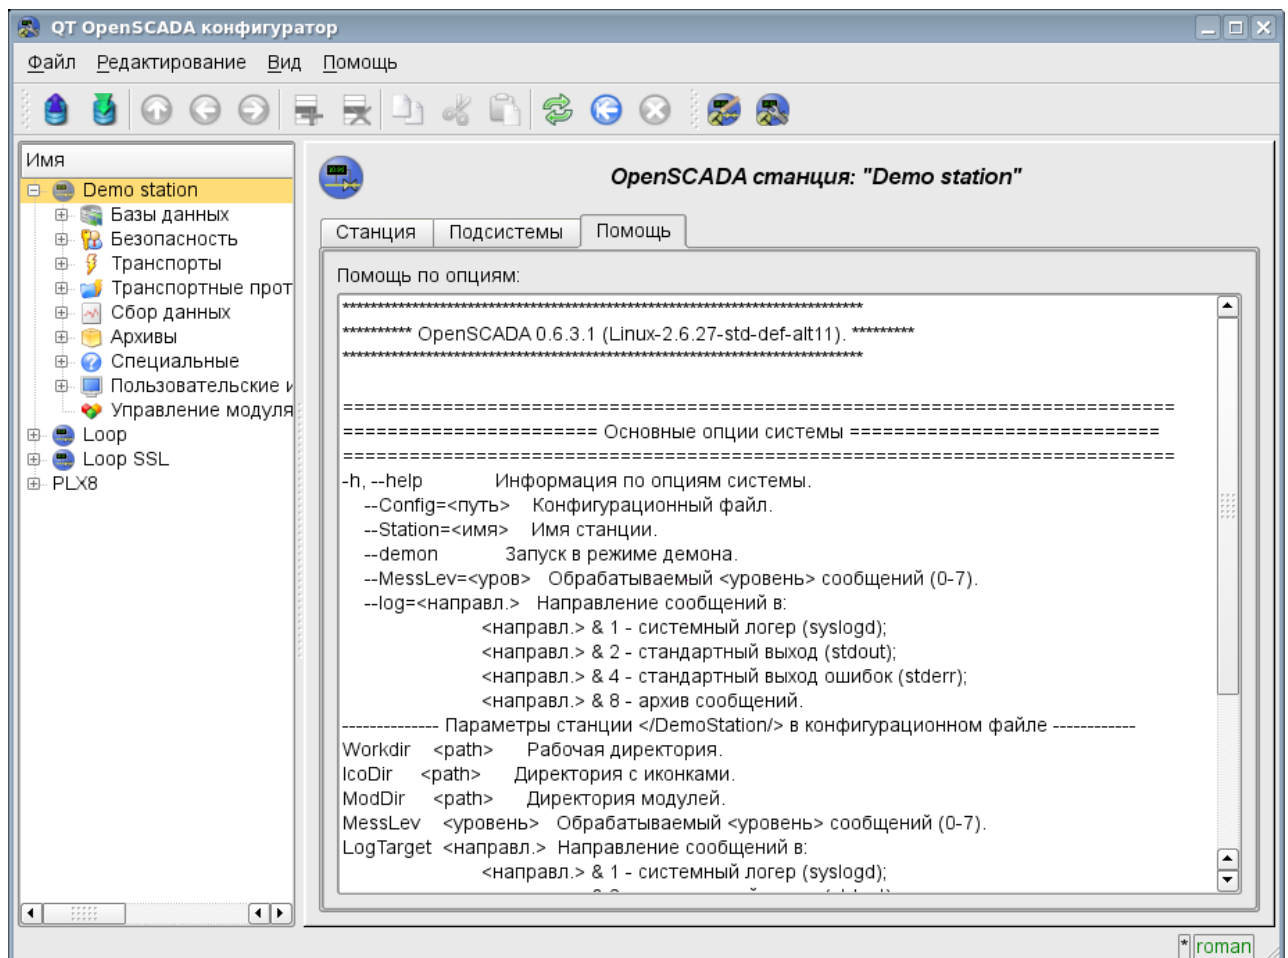 QT OpenSCADA конфигуратор
Файл Редактирование Вид Помощь
Имя
Demo station
Базы данных
Безопасность
Транспорты
Транспортные прот
Сбор данных
Архивы
Специальные
Пользовательские и
Управление модуля
Loop
Loop SSL
PLX8
OpenSCADA станция: "Demo station"
Станция Подсистемы Помощь
Помощь по опциям:
***************************************************************************
********** OpenSCADA 0.6.3.1 (Linux-2.6.27-std-def-alt11). *********
***************************************************************************
===========================================================================
======================= Основные опции системы ============================
===========================================================================
-h, --help Информация по опциям системы.
--Config=<путь> Конфигурационный файл.
--Station=<имя> Имя станции.
--demon Запуск в режиме демона.
--MessLev=<уров> Обрабатываемый <уровень> сообщений (0-7).
--log=<направл.> Направление сообщений в:
<направл.> & 1 - системный логер (syslogd);
<направл.> & 2 - стандартный выход (stdout);
<направл.> & 4 - стандартный выход ошибок (stderr);
<направл.> & 8 - архив сообщений.
-------------- Параметры станции </DemoStation/> в конфигурационном файле ------------
Workdir <path> Рабочая директория.
IcoDir <path> Директория с иконками.
ModDir <path> Директория модулей.
MessLev <уровень> Обрабатываемый <уровень> сообщений (0-7).
LogTarget <направл.> Направление сообщений в:
<направл.> & 1 - системный логер (syslogd);
* roman